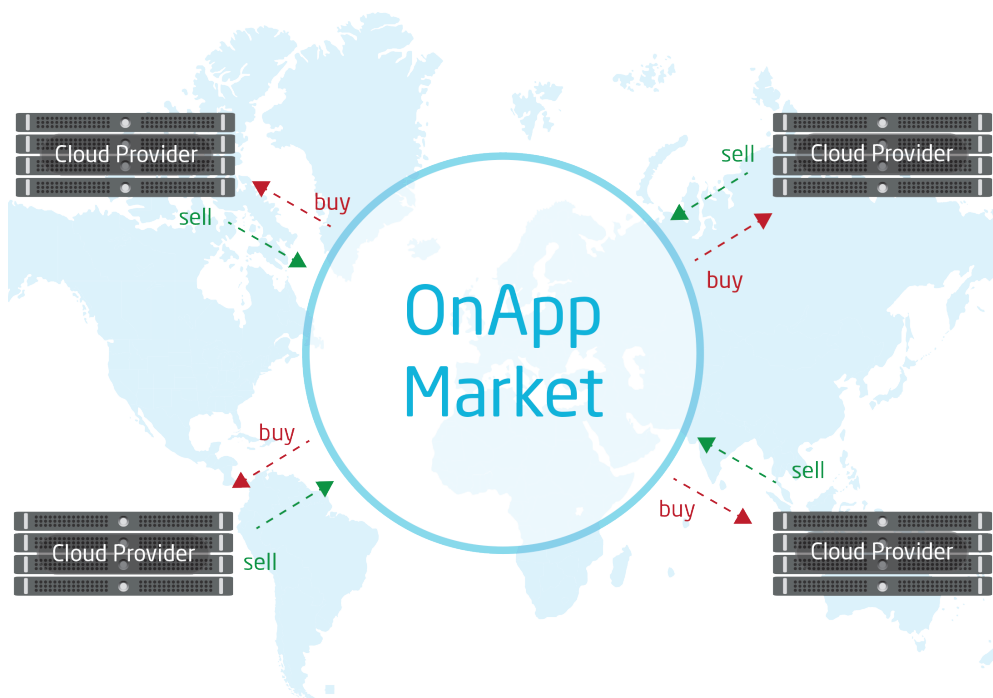 Cloud Provider
Cloud Provider
sell
buy
sell
buy
OnApp
Market
buy
sell
buy
sell
Cloud Provider
Cloud Provider